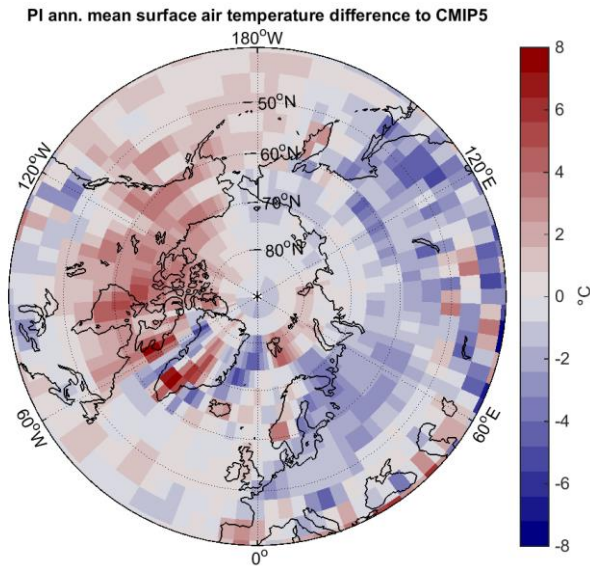 PI ann. mean surface air temperature difference to CMIP5
180°W
50°N
60°N
70°N
80°N
120°W
120°E
60°W
60°E
0°
8
6
4
2
0
-2
-4
-6
-8
°C